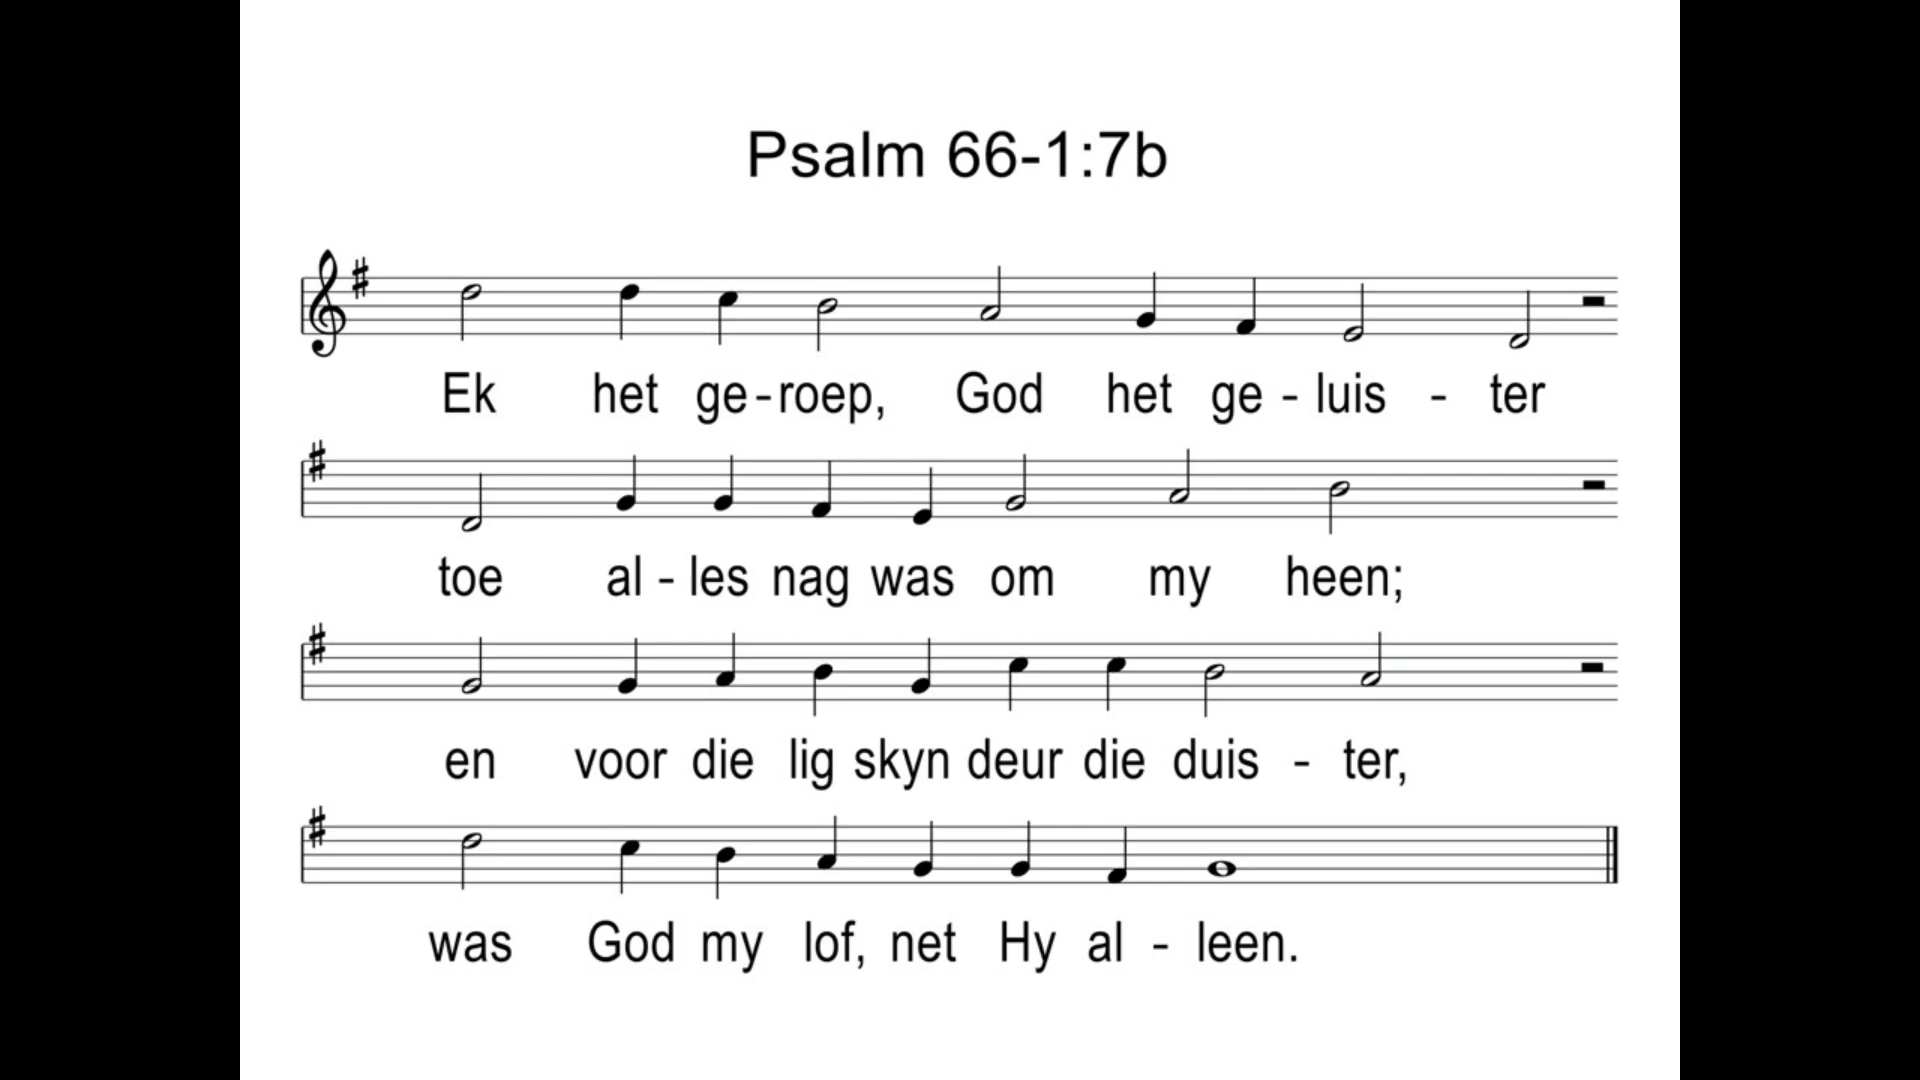 Psalm 66-1:7b
Ek het ge-roep, God het ge - luis - ter
toe al - les nag was om my heen;
en voor die lig skyn deur die duis - ter,
was God my lof, net Hy al - leen.